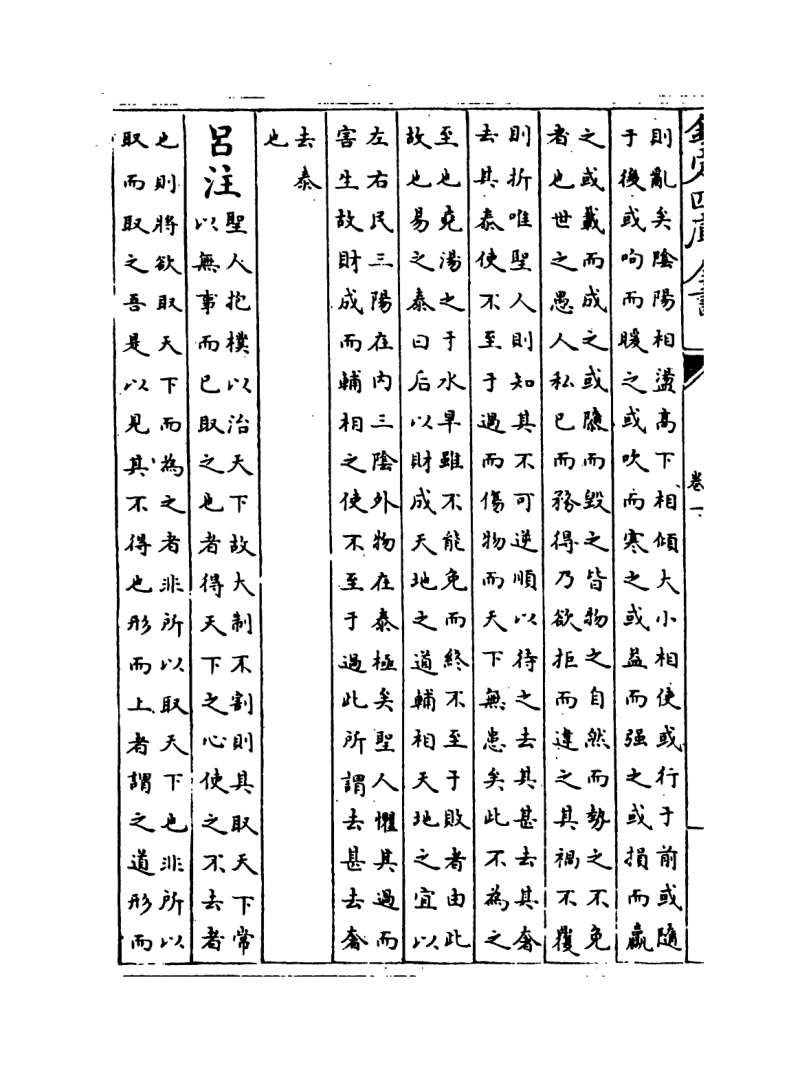 欽定四庫全書
卷一
則亂矣陰陽相盪高下相傾大小相使或行于前或隨
于後或呴而暖之或吹而寒之或益而强之或損而羸
之或載而成之或隳而毀之皆物之自然而勢之不免
者也世之愚人私已而務得乃欲拒而違之其禍不覆
則折唯聖人則知其不可逆順以待之去其甚去其奢
去其泰使不至于過而傷物而天下無患矣此不為之
至也堯湯之于水旱雖不能免而終不至于敗者由此
故也易之泰曰后以財成天地之道輔相天地之宜以
左右民三陽在内三陰外物在泰極矣聖人懼其過而
害生故財成而輔相之使不至于過此所謂去甚去奢
去泰
也
吕注
聖人抱樸以治天下故大制不割則其取天下常
以無事而已取之也者得天下之心使之不去者
也則將欲取天下而為之者非所以取天下也非所以
取而取之吾是以見其不得也形而上者謂之道形而